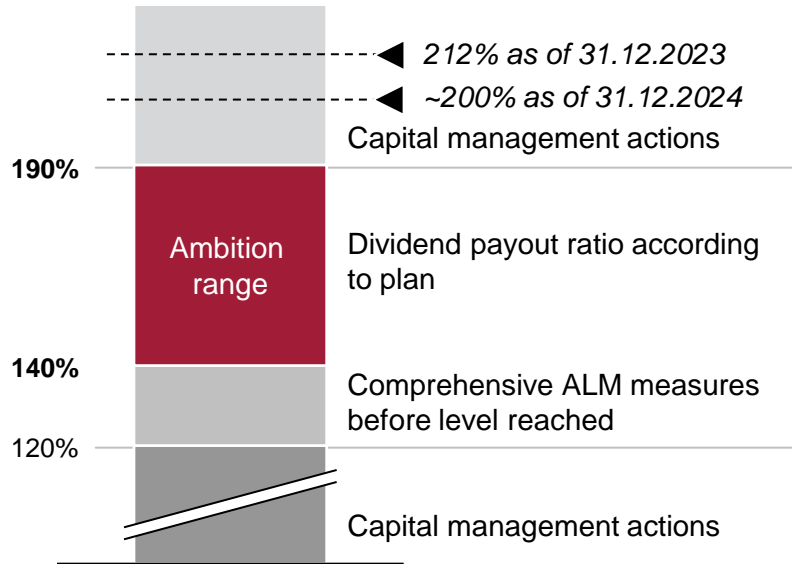 212% as of 31.12.2023
~200% as of 31.12.2024
Capital management actions
190%
Ambition
range
Dividend payout ratio according
to plan
140%
Comprehensive ALM measures
before level reached
120%
Capital management actions